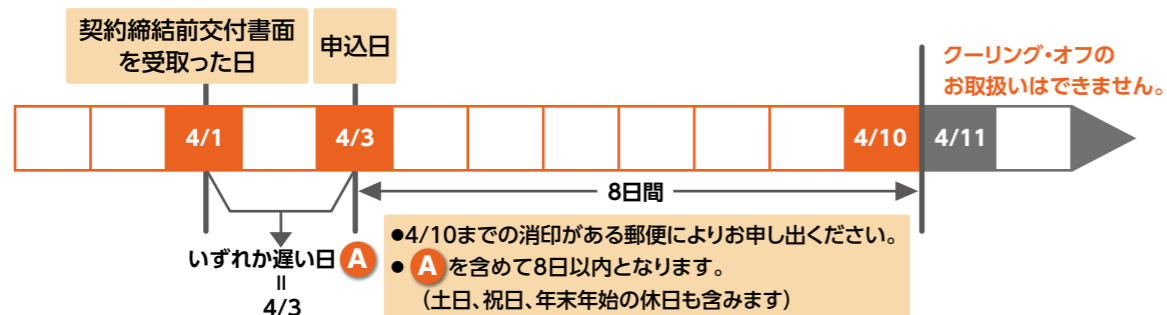 契約締結前交付書面
を受取った日
申込日
クーリング・オフの
お取扱いはできません。
4/1
4/3
4/10
4/11
8日間
いずれか遅い日 A
=
4/3
●4/10までの消印がある郵便によりお申し出ください。
● Aを含めて8日以内となります。
（土日、祝日、年末年始の休日も含みます）